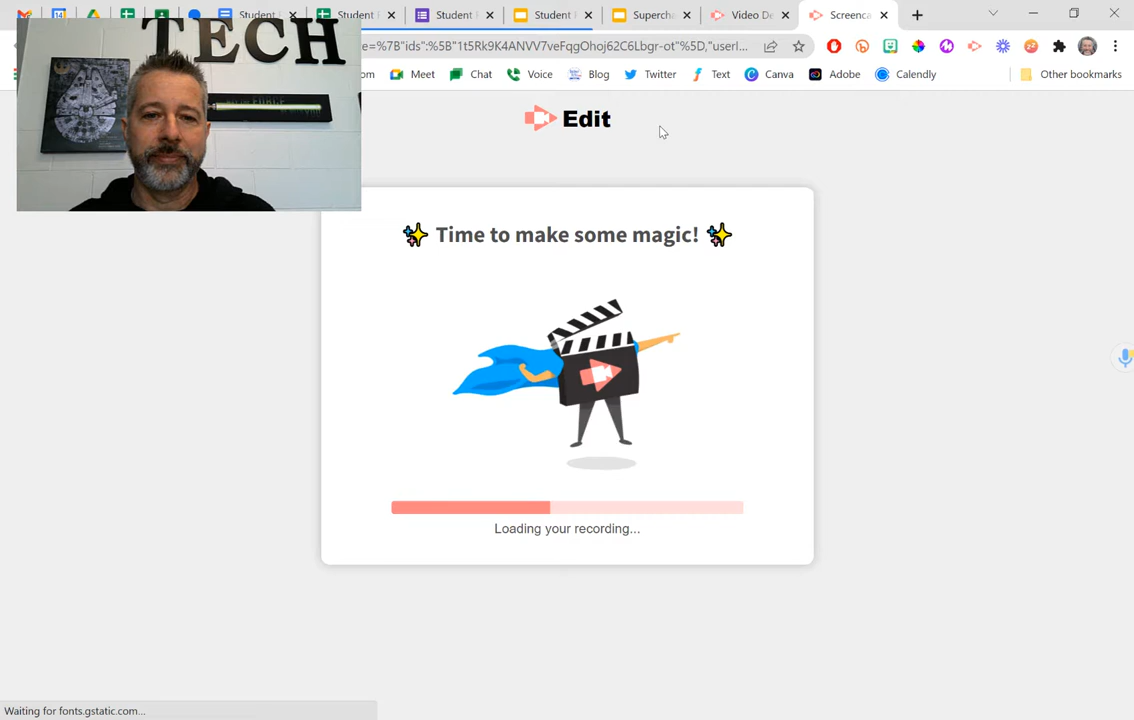 Student
Student
Student
Student
Superch
Video De
Screenca
e=%7B"ids":%5B"1t5Rk9K4ANVV7veFqgOhoj62C6Lbgr-ot"%5D,"userI...
om
Meet
Chat
Voice
Blog
Twitter
Text
Canva
Adobe
Calendly
Other bookmarks
TECH
Edit
Time to make some magic!
Loading your recording...
Waiting for fonts.gstatic.com...